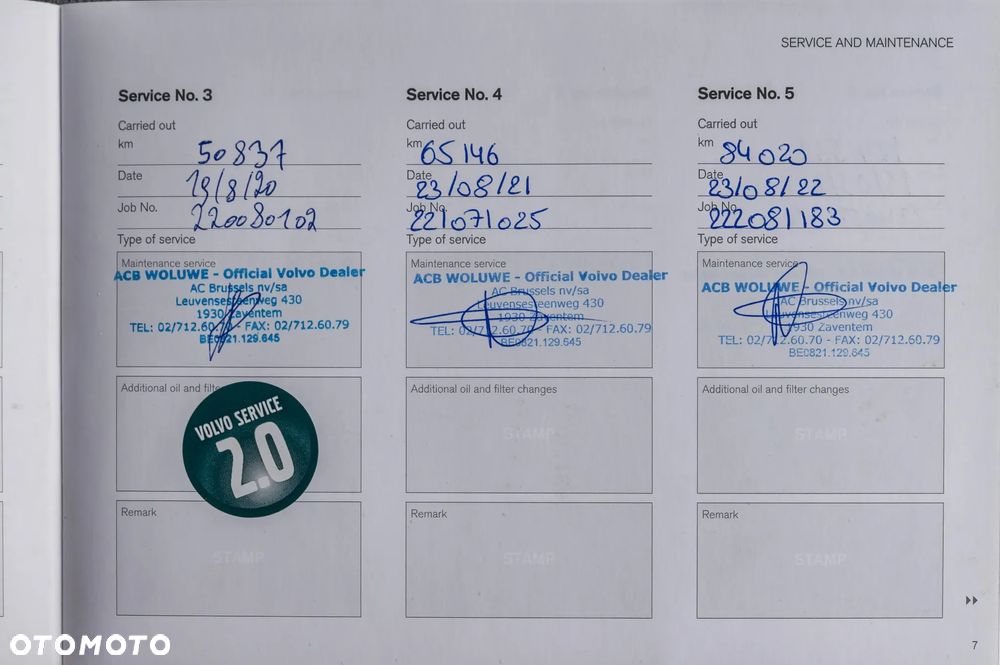 SERVICE AND MAINTENANCE
Service No. 3
Carried out
km 50837
Date 19/8/20
Job No. 220080102
Type of service
Maintenance service
ACB WOLUWE - Official Volvo Dealer
AC Brussels nv/sa
Leuvensesteenweg 430
1930 Zaventem
TEL: 02/712.60.70 - FAX: 02/712.60.79
BE0821.129.645
Additional oil and filter
VOLVO SERVICE
2.0
Remark
STAMP
Service No. 4
Carried out
km 65146
Date 23/08/21
Job No. 221071025
Type of service
Maintenance service
ACB WOLUWE - Official Volvo Dealer
AC Brussels nv/sa
Leuvensesteenweg 430
1930 Zaventem
TEL: 02/712.60.70 - FAX: 02/712.60.79
BE0821.129.645
Additional oil and filter changes
STAMP
Remark
STAMP
Service No. 5
Carried out
km 84020
Date 23/08/22
Job No. 222081183
Type of service
Maintenance service
ACB WOLUWE - Official Volvo Dealer
AC Brussels nv/sa
Leuvensesteenweg 430
1930 Zaventem
TEL: 02/712.60.70 - FAX: 02/712.60.79
BE0821.129.645
Additional oil and filter changes
STAMP
Remark
STAMP
7
OTOMOTO